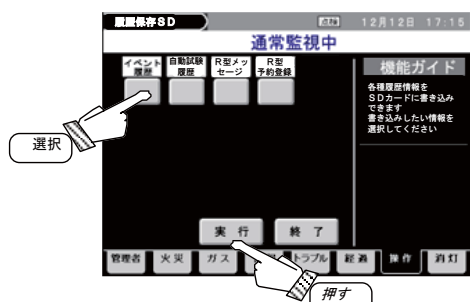 履歴保存SD
点検
12月12日 17:15
通常監視中
イベント
履歴
自動試験
履歴
R型メッ
セージ
R型
予約登録
機能ガイド
各種履歴情報を
SDカードに書き込み
できます
書き込みしたい情報を
選択してください
選択
実行
終了
管理者
火災
ガス
トラブル
経過
操作
消灯
押す